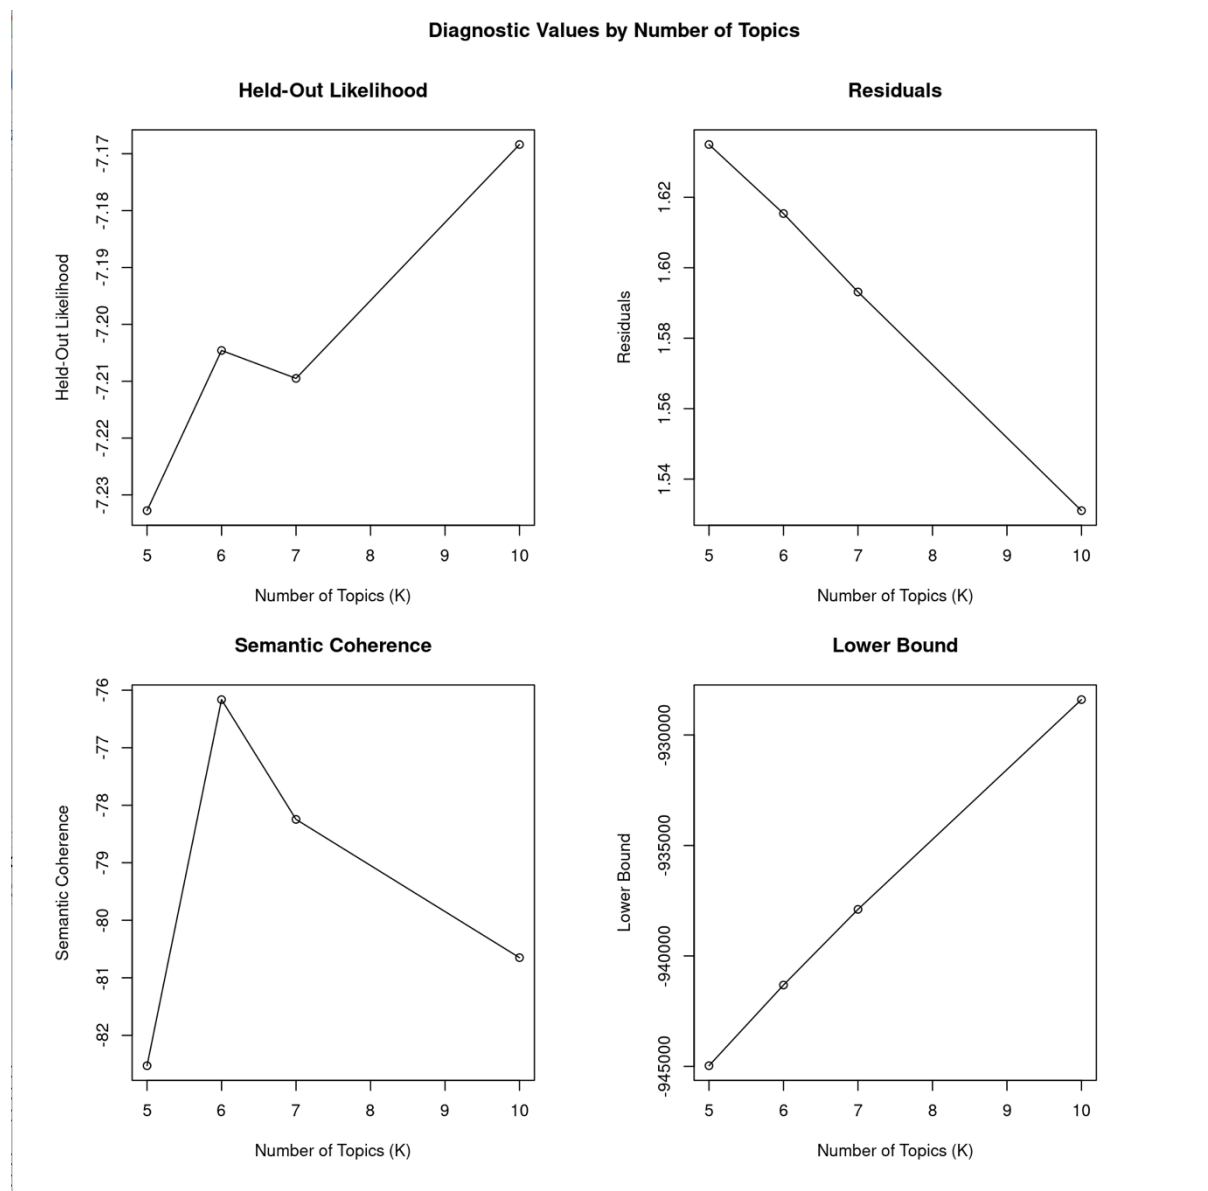 Diagnostic Values by Number of Topics
Held-Out Likelihood
Held-Out Likelihood
-7.17
-7.18
-7.19
-7.20
-7.21
-7.22
-7.23
5 6 7 8 9 10
Number of Topics (K)
Residuals
Residuals
1.62
1.60
1.58
1.56
1.54
5 6 7 8 9 10
Number of Topics (K)
Semantic Coherence
Semantic Coherence
-76
-77
-78
-79
-80
-81
-82
5 6 7 8 9 10
Number of Topics (K)
Lower Bound
Lower Bound
-930000
-935000
-940000
-945000
5 6 7 8 9 10
Number of Topics (K)